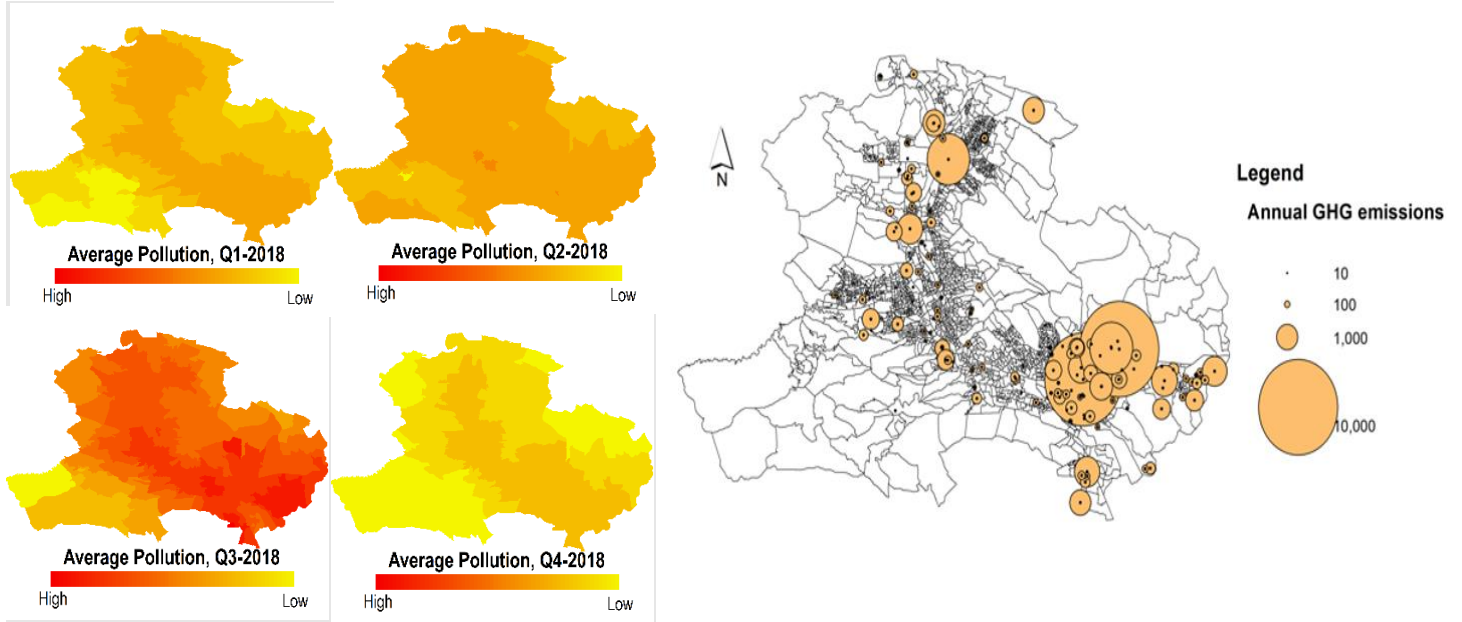 Average Pollution, Q1-2018
High Low
Average Pollution, Q2-2018
High Low
Average Pollution, Q3-2018
High Low
Average Pollution, Q4-2018
High Low
N
Legend
Annual GHG emissions
10
100
1,000
10,000